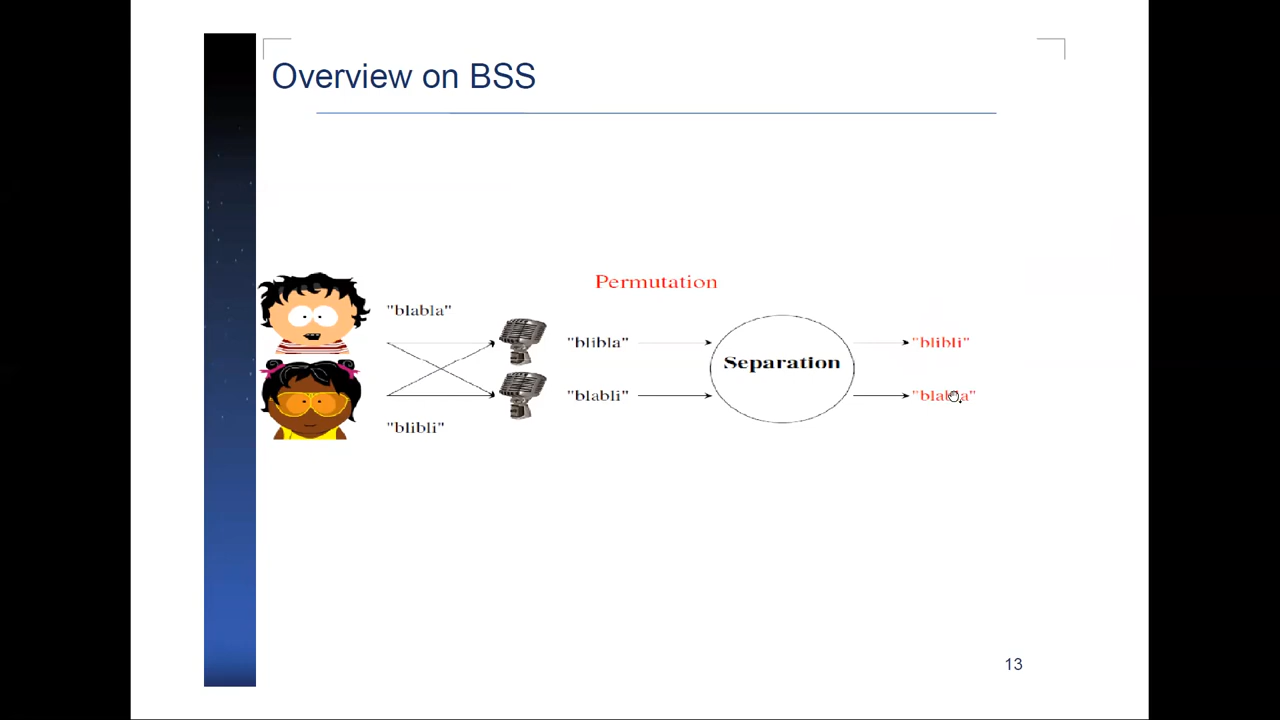 Overview on BSS
Permutation
"blabla"
"blibla"
Separation
"blibli"
"blabli"
"blabla"
"blibli"
13